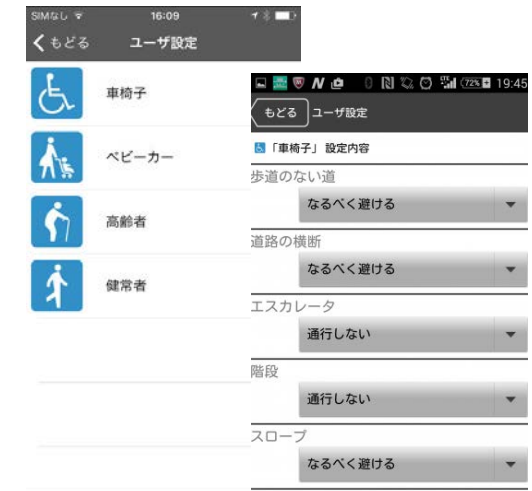 SIMなし 16:09
もどる ユーザ設定
車椅子
ベビーカー
高齢者
健常者
72% 19:45
もどる ユーザ設定
「車椅子」設定内容
歩道のない道
なるべく避ける
道路の横断
なるべく避ける
エスカレータ
通行しない
階段
通行しない
スロープ
なるべく避ける